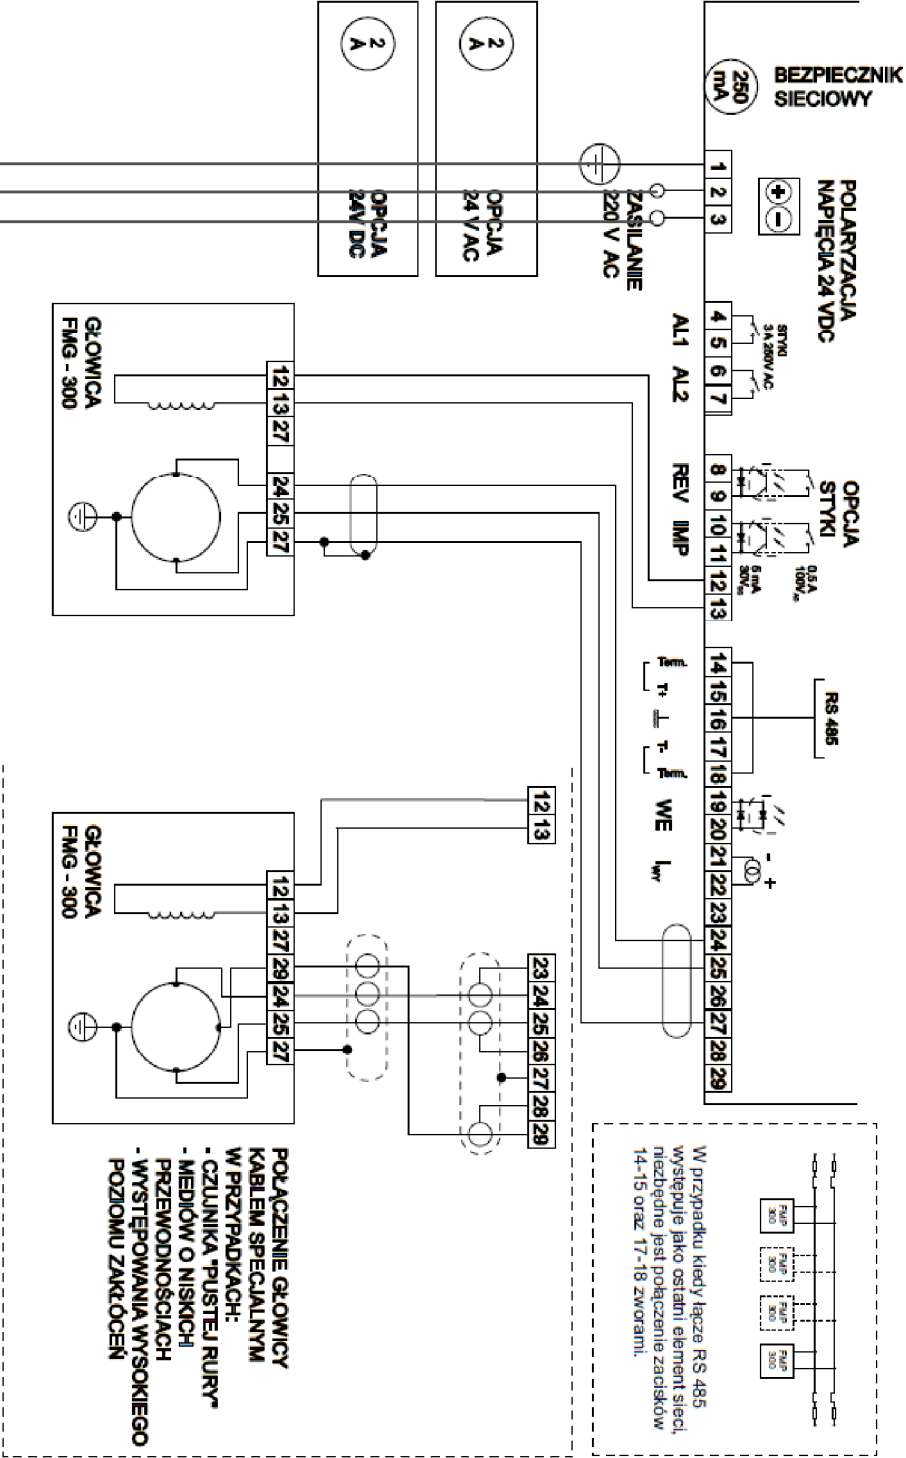 BEZPIECZNIK
SIECIOWY
250
mA
2
A
2
A
1
2
3
POLARYZACJA
NAPIĘCIA 24 VDC
+ -
ZASILANIE
220 V AC
OPCJA
24 V AC
OPCJA
24V DC
4
5
6
7
STYKI
3A 250V AC
AL1
AL2
8
9
10
11
12
13
OPCJA
STYKI
0,5 A
100V
5 mA
30V
REV
IMP
14
15
16
17
18
19
20
21
22
23
24
25
26
27
28
29
RS 485
Term.
T+
T-
Term.
WE
IWY
- +
GŁOWICA
FMG - 300
12
13
27
24
25
27
12
13
23
24
25
26
27
28
29
GŁOWICA
FMG - 300
12
13
27
29
24
25
27
POŁĄCZENIE GŁOWICY
KABLEM SPECJALNYM
W PRZYPADKACH:
- CZUJNIKA "PUSTEJ RURY"
- MEDIÓW O NISKICH
PRZEWODNOŚCIACH
- WYSTĘPOWANIA WYSOKIEGO
POZIOMU ZAKŁÓCEŃ
FMP
300
FMP
300
FMP
300
FMP
300
W przypadku kiedy łącze RS 485
występuje jako ostatni element sieci,
niezbędne jest połączenie zacisków
14-15 oraz 17-18 zworami.